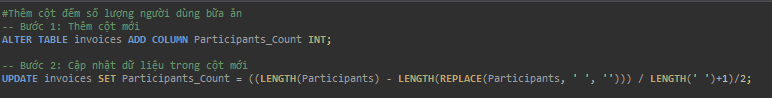 #Thêm cột đếm số lượng người dùng bữa ăn
-- Bước 1: Thêm cột mới
ALTER TABLE invoices ADD COLUMN Participants_Count INT;
-- Bước 2: Cập nhật dữ liệu trong cột mới
UPDATE invoices SET Participants_Count = ((LENGTH(Participants) - LENGTH(REPLACE(Participants, ' ', ''))) / LENGTH(' ')+1)/2;